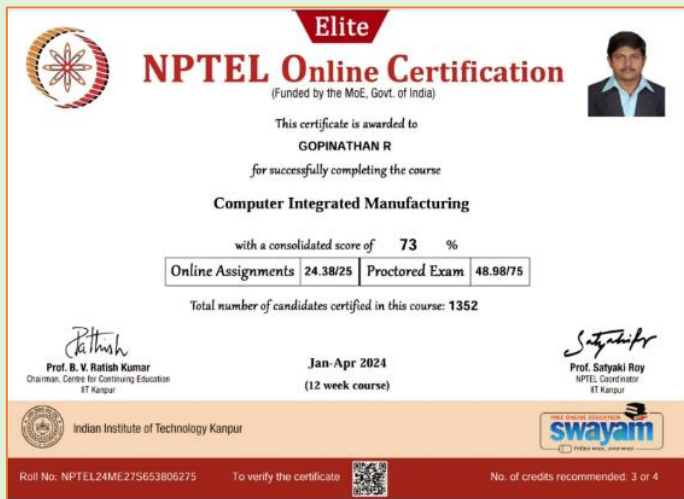 Elite
NPTEL Online Certification
(Funded by the MoE, Govt. of India)
This certificate is awarded to
GOPINATHAN R
for successfully completing the course
Computer Integrated Manufacturing
with a consolidated score of 73 %
Online Assignments 24.38/25 Proctored Exam 48.98/75
Total number of candidates certified in this course: 1352
Prof. B. V. Ratish Kumar
Chairman, Centre for Continuing Education
IIT Kanpur
Jan-Apr 2024
(12 week course)
Prof. Satyaki Roy
NPTEL Coordinator
IIT Kanpur
Indian Institute of Technology Kanpur
FREE ONLINE EDUCATION
swayam
Roll No: NPTEL24ME27S653806275
To verify the certificate
No. of credits recommended: 3 or 4